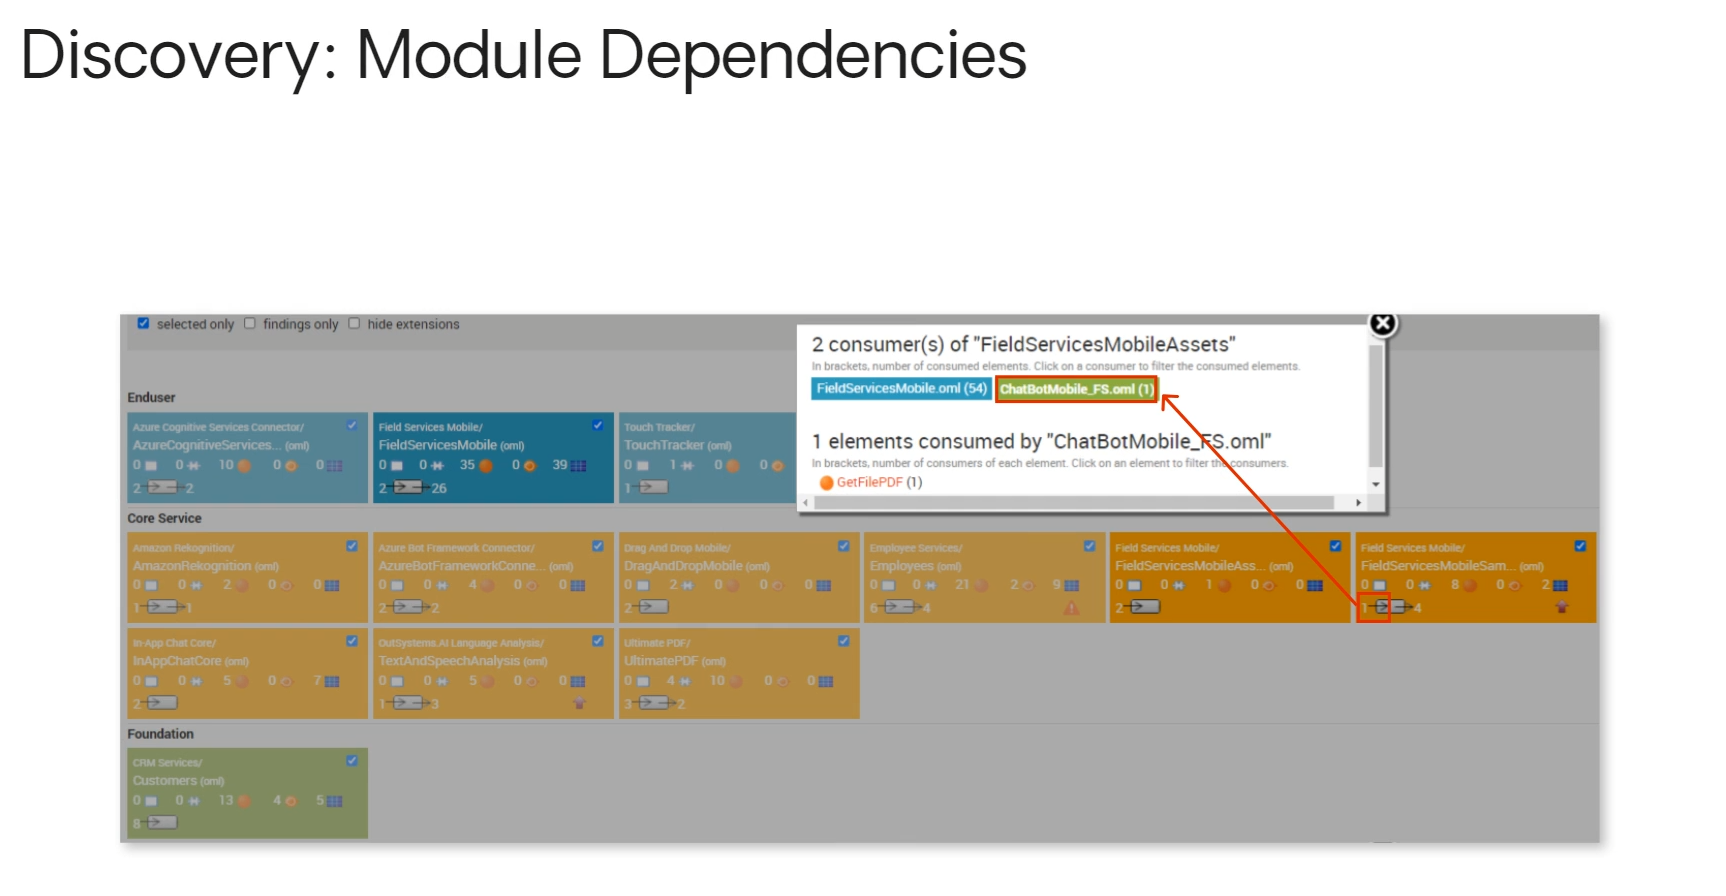 Discovery: Module Dependencies
selected only findings only hide extensions
2 consumer(s) of "FieldServicesMobileAssets"
In brackets, number of consumed elements. Click on a consumer to filter the consumed elements.
FieldServicesMobile.oml (54) ChatBotMobile_FS.oml (1)
1 elements consumed by "ChatBotMobile_FS.oml"
In brackets, number of consumers of each element. Click on an element to filter the consumers.
GetFilePDF (1)
Enduser
Azure Cognitive Services Connector/
AzureCognitiveServices... (oml)
0 0 10 0 0
2 2
Field Services Mobile/
FieldServicesMobile (oml)
0 0 35 0 39
2 26
Touch Tracker/
TouchTracker (oml)
0 1 0 0
1
Core Service
Amazon Rekognition/
AmazonRekognition (oml)
0 0 2 0 0
1 1
Azure Bot Framework Connector/
AzureBotFrameworkConne... (oml)
0 0 4 0 0
2 2
Drag And Drop Mobile/
DragAndDropMobile (oml)
0 2 0 0 0
2
Employee Services/
Employees (oml)
0 0 21 2 9
6 4
Field Services Mobile/
FieldServicesMobileAss... (oml)
0 0 1 0 0
2
Field Services Mobile/
FieldServicesMobileSam... (oml)
0 0 8 0 2
1 4
In-App Chat Core/
InAppChatCore (oml)
0 0 5 0 7
2
OutSystems.AI Language Analysis/
TextAndSpeechAnalysis (oml)
0 0 5 0 0
1 3
Ultimate PDF/
UltimatePDF (oml)
0 4 10 0 0
3 2
Foundation
CRM Services/
Customers (oml)
0 0 13 4 5
8